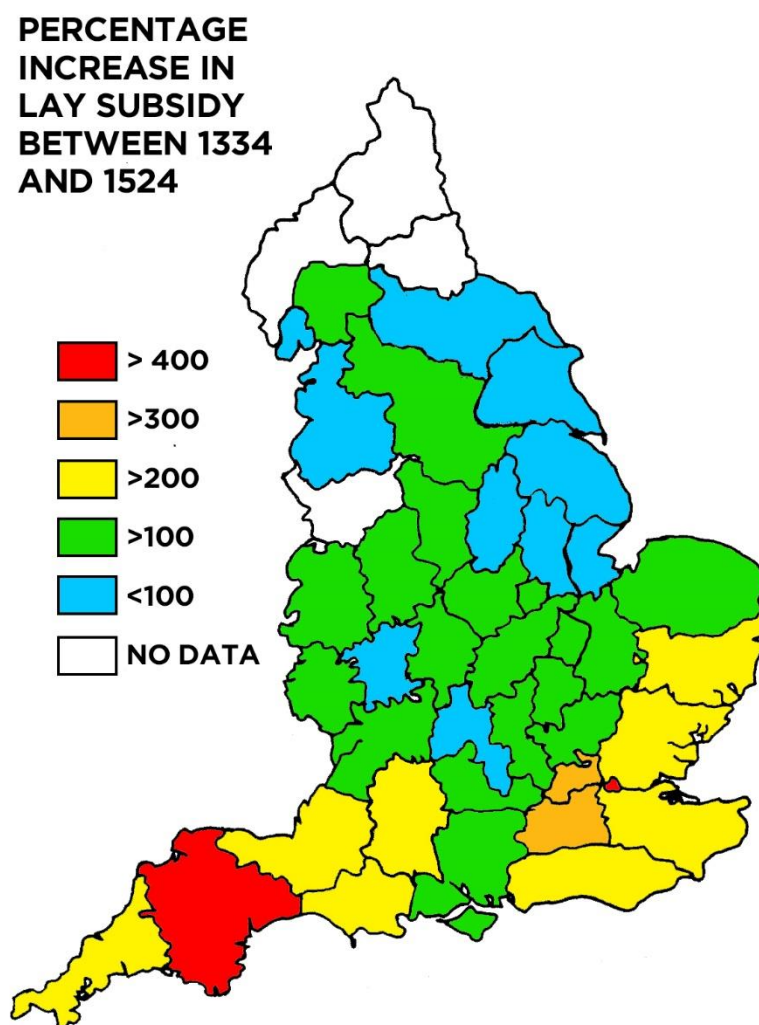 PERCENTAGE
INCREASE IN
LAY SUBSIDY
BETWEEN 1334
AND 1524
> 400
>300
>200
>100
<100
NO DATA